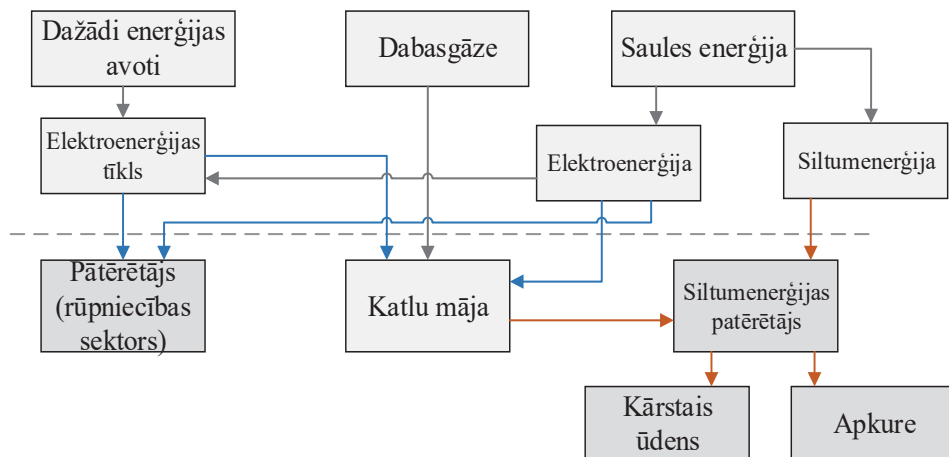 Dažādi enerģijas
avoti
Dabasgāze
Saules enerģija
Elektroenerģijas
tīkls
Elektroenerģija
Siltumenerģija
Pātērētājs
(rūpniecības
sektors)
Katlu māja
Siltumenerģijas
patērētājs
Kārstais
ūdens
Apkure